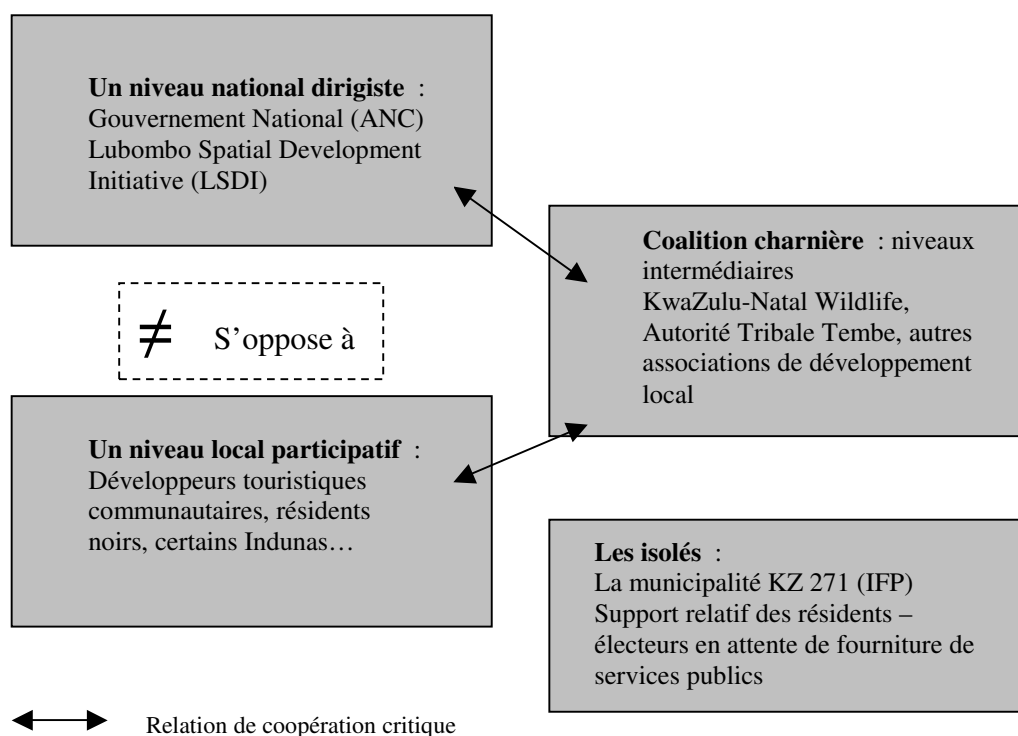 Un niveau national dirigiste :
Gouvernement National (ANC)
Lubombo Spatial Development
Initiative (LSDI)
Coalition charnière : niveaux
intermédiaires
KwaZulu-Natal Wildlife,
Autorité Tribale Tembe, autres
associations de développement
local
≠ S’oppose à
Un niveau local participatif :
Développeurs touristiques
communautaires, résidents
noirs, certains Indunas…
Les isolés :
La municipalité KZ 271 (IFP)
Support relatif des résidents –
électeurs en attente de fourniture de
services publics
Relation de coopération critique